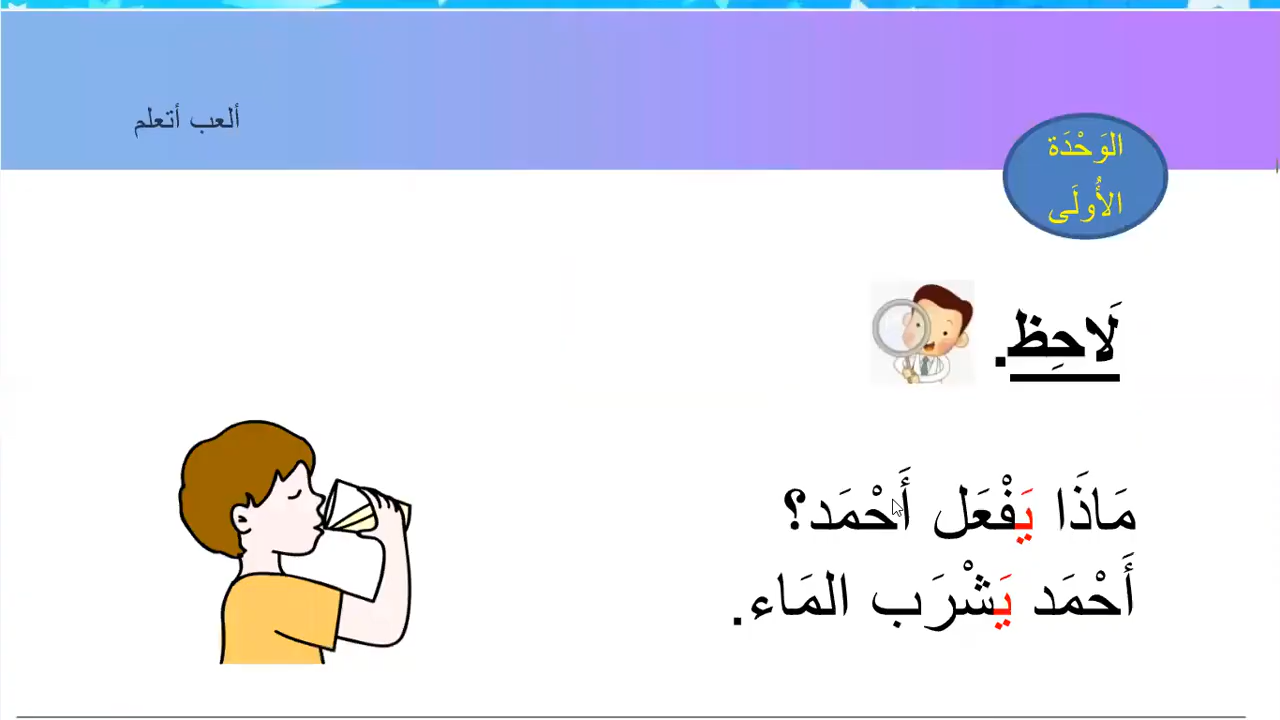 ألعب أتعلم
الوَحْدَة
الأُولَى
لَاحِظ.
مَاذَا يَفْعَل أَحْمَد؟
أَحْمَد يَشْرَب المَاء.